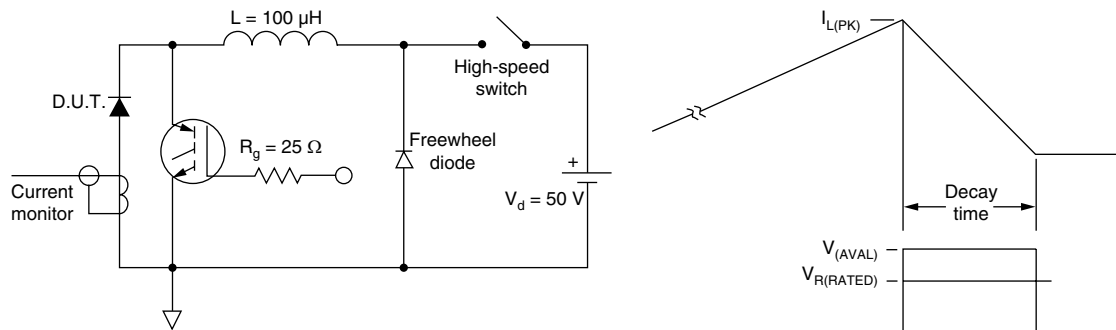 L = 100 µH
D.U.T.
High-speed
switch
R_g = 25 Ω
Freewheel
diode
Current
monitor
+
V_d = 50 V
I_L(PK)
Decay
time
V_(AVAL)
V_R(RATED)